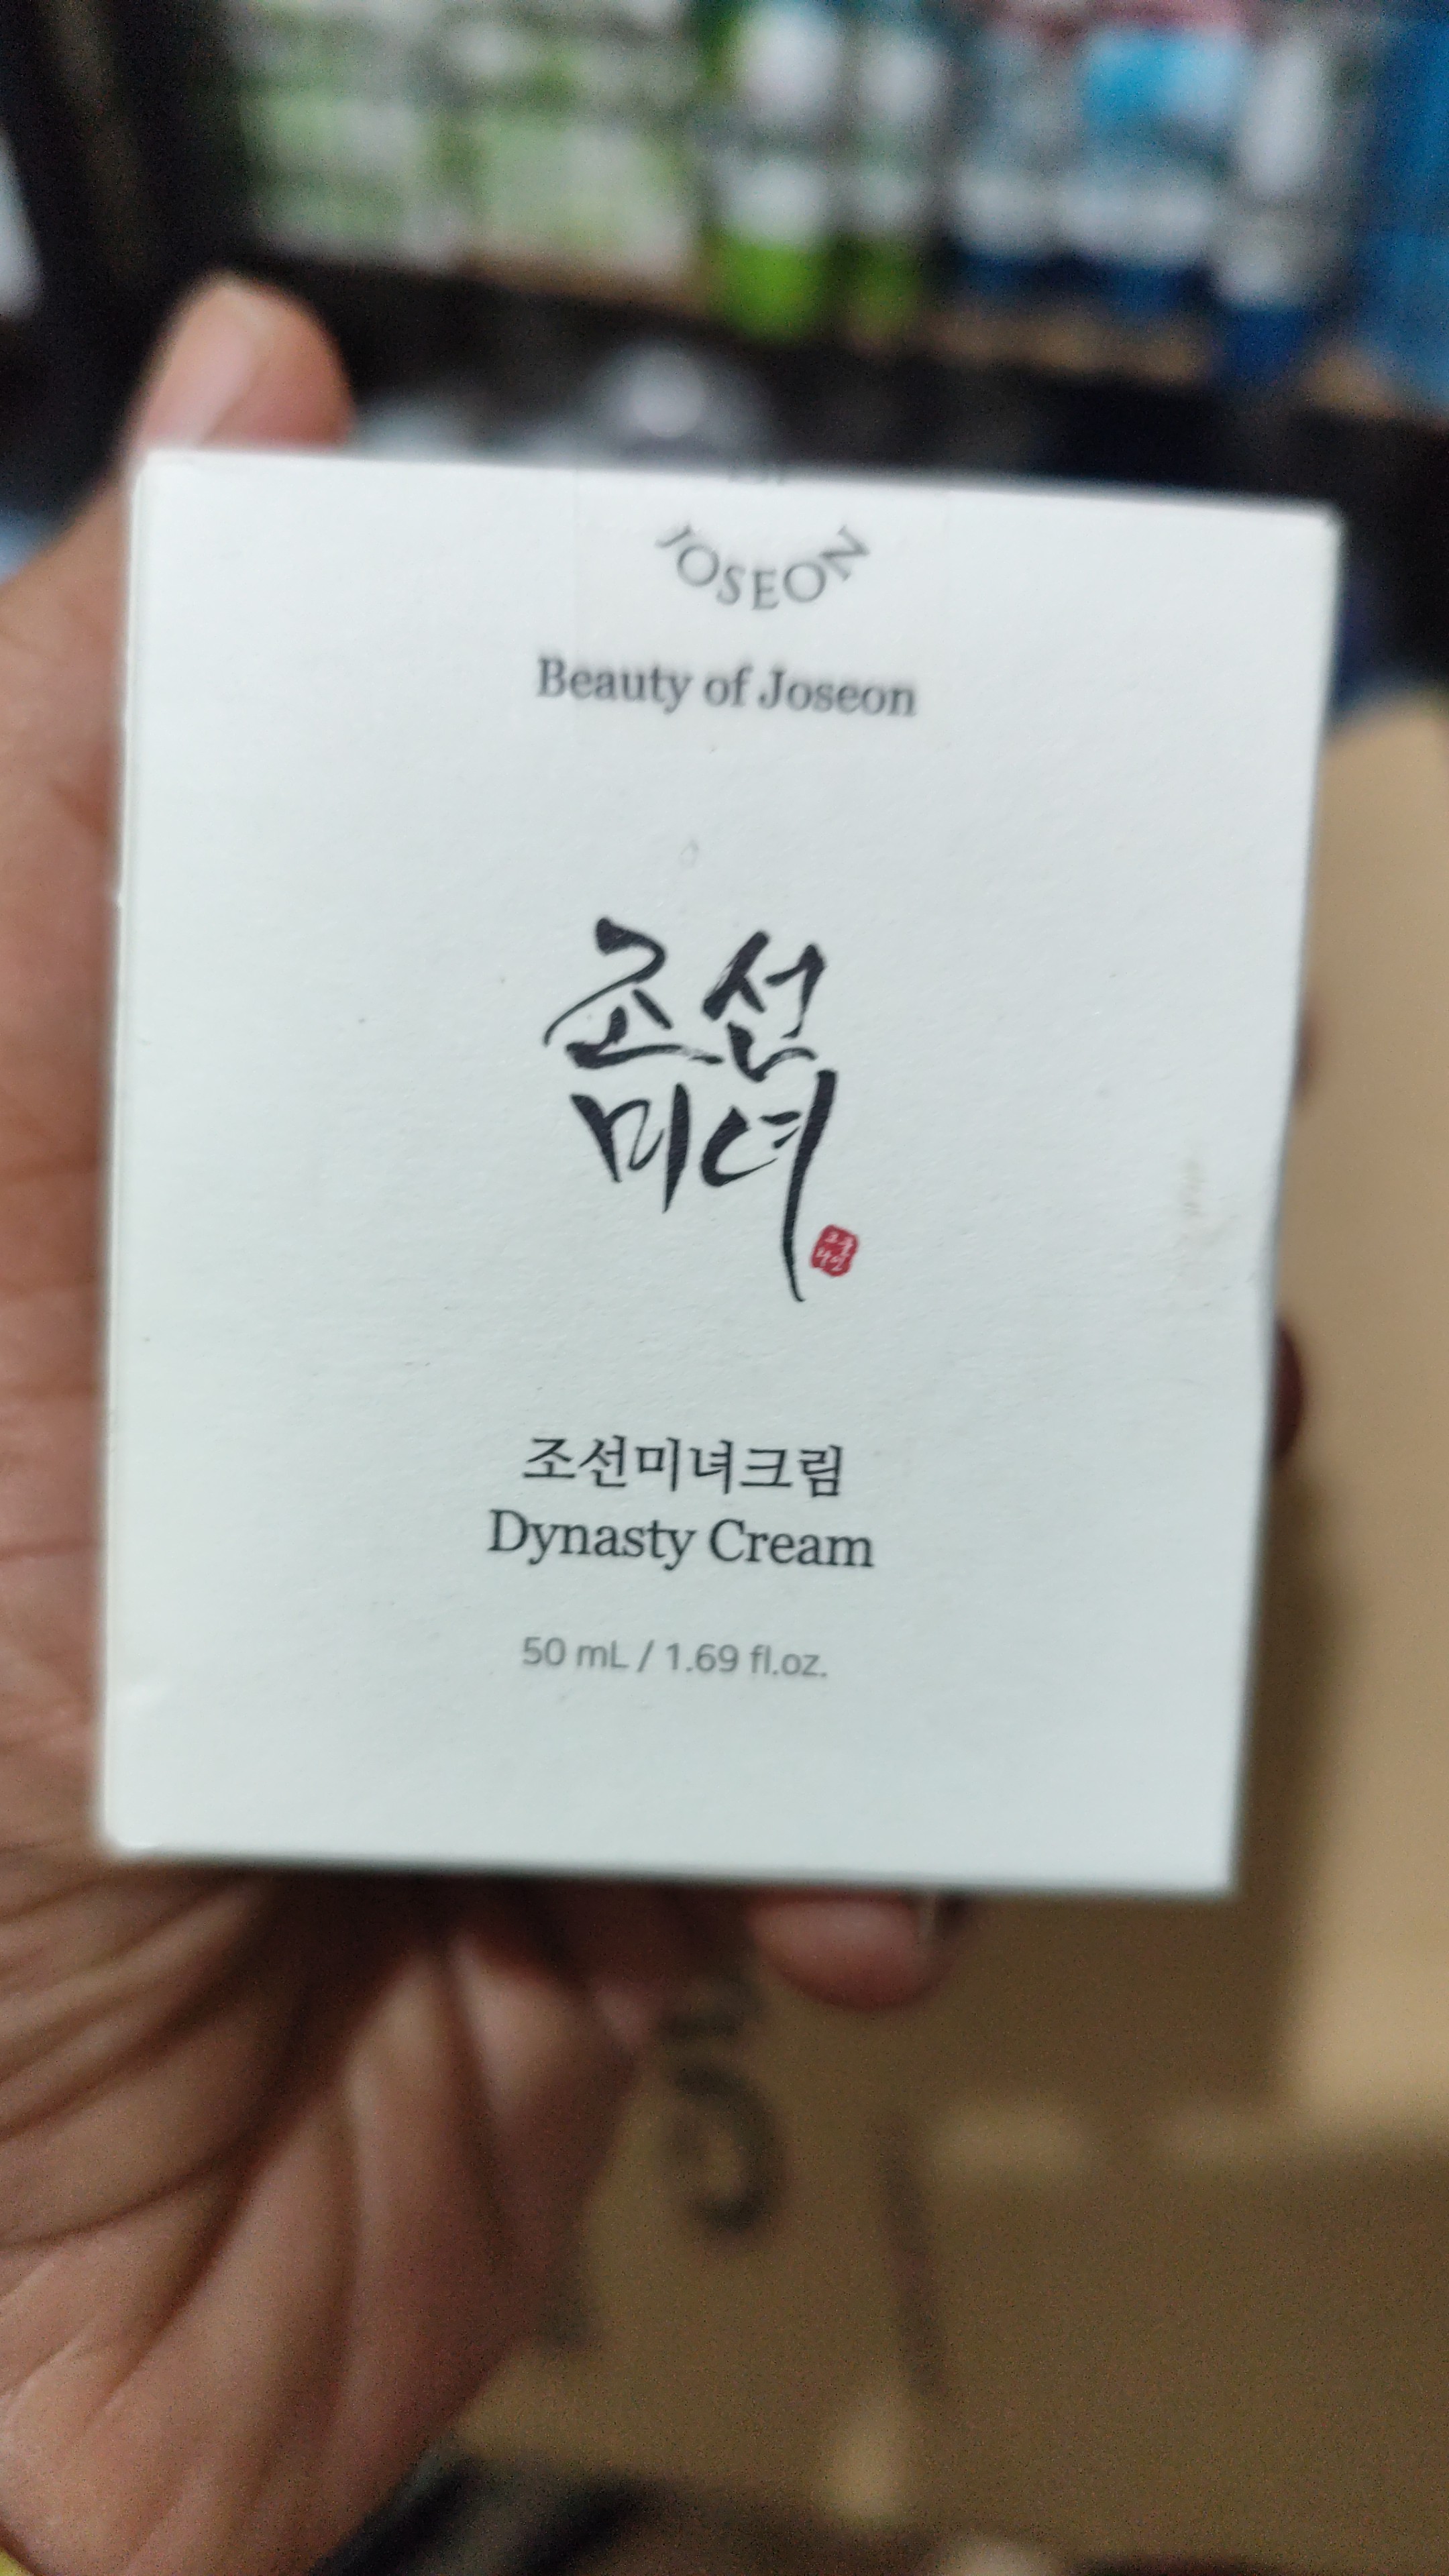 JOSEON
Beauty of Joseon
조선
미녀
조선미녀크림
Dynasty Cream
50 mL / 1.69 fl.oz.